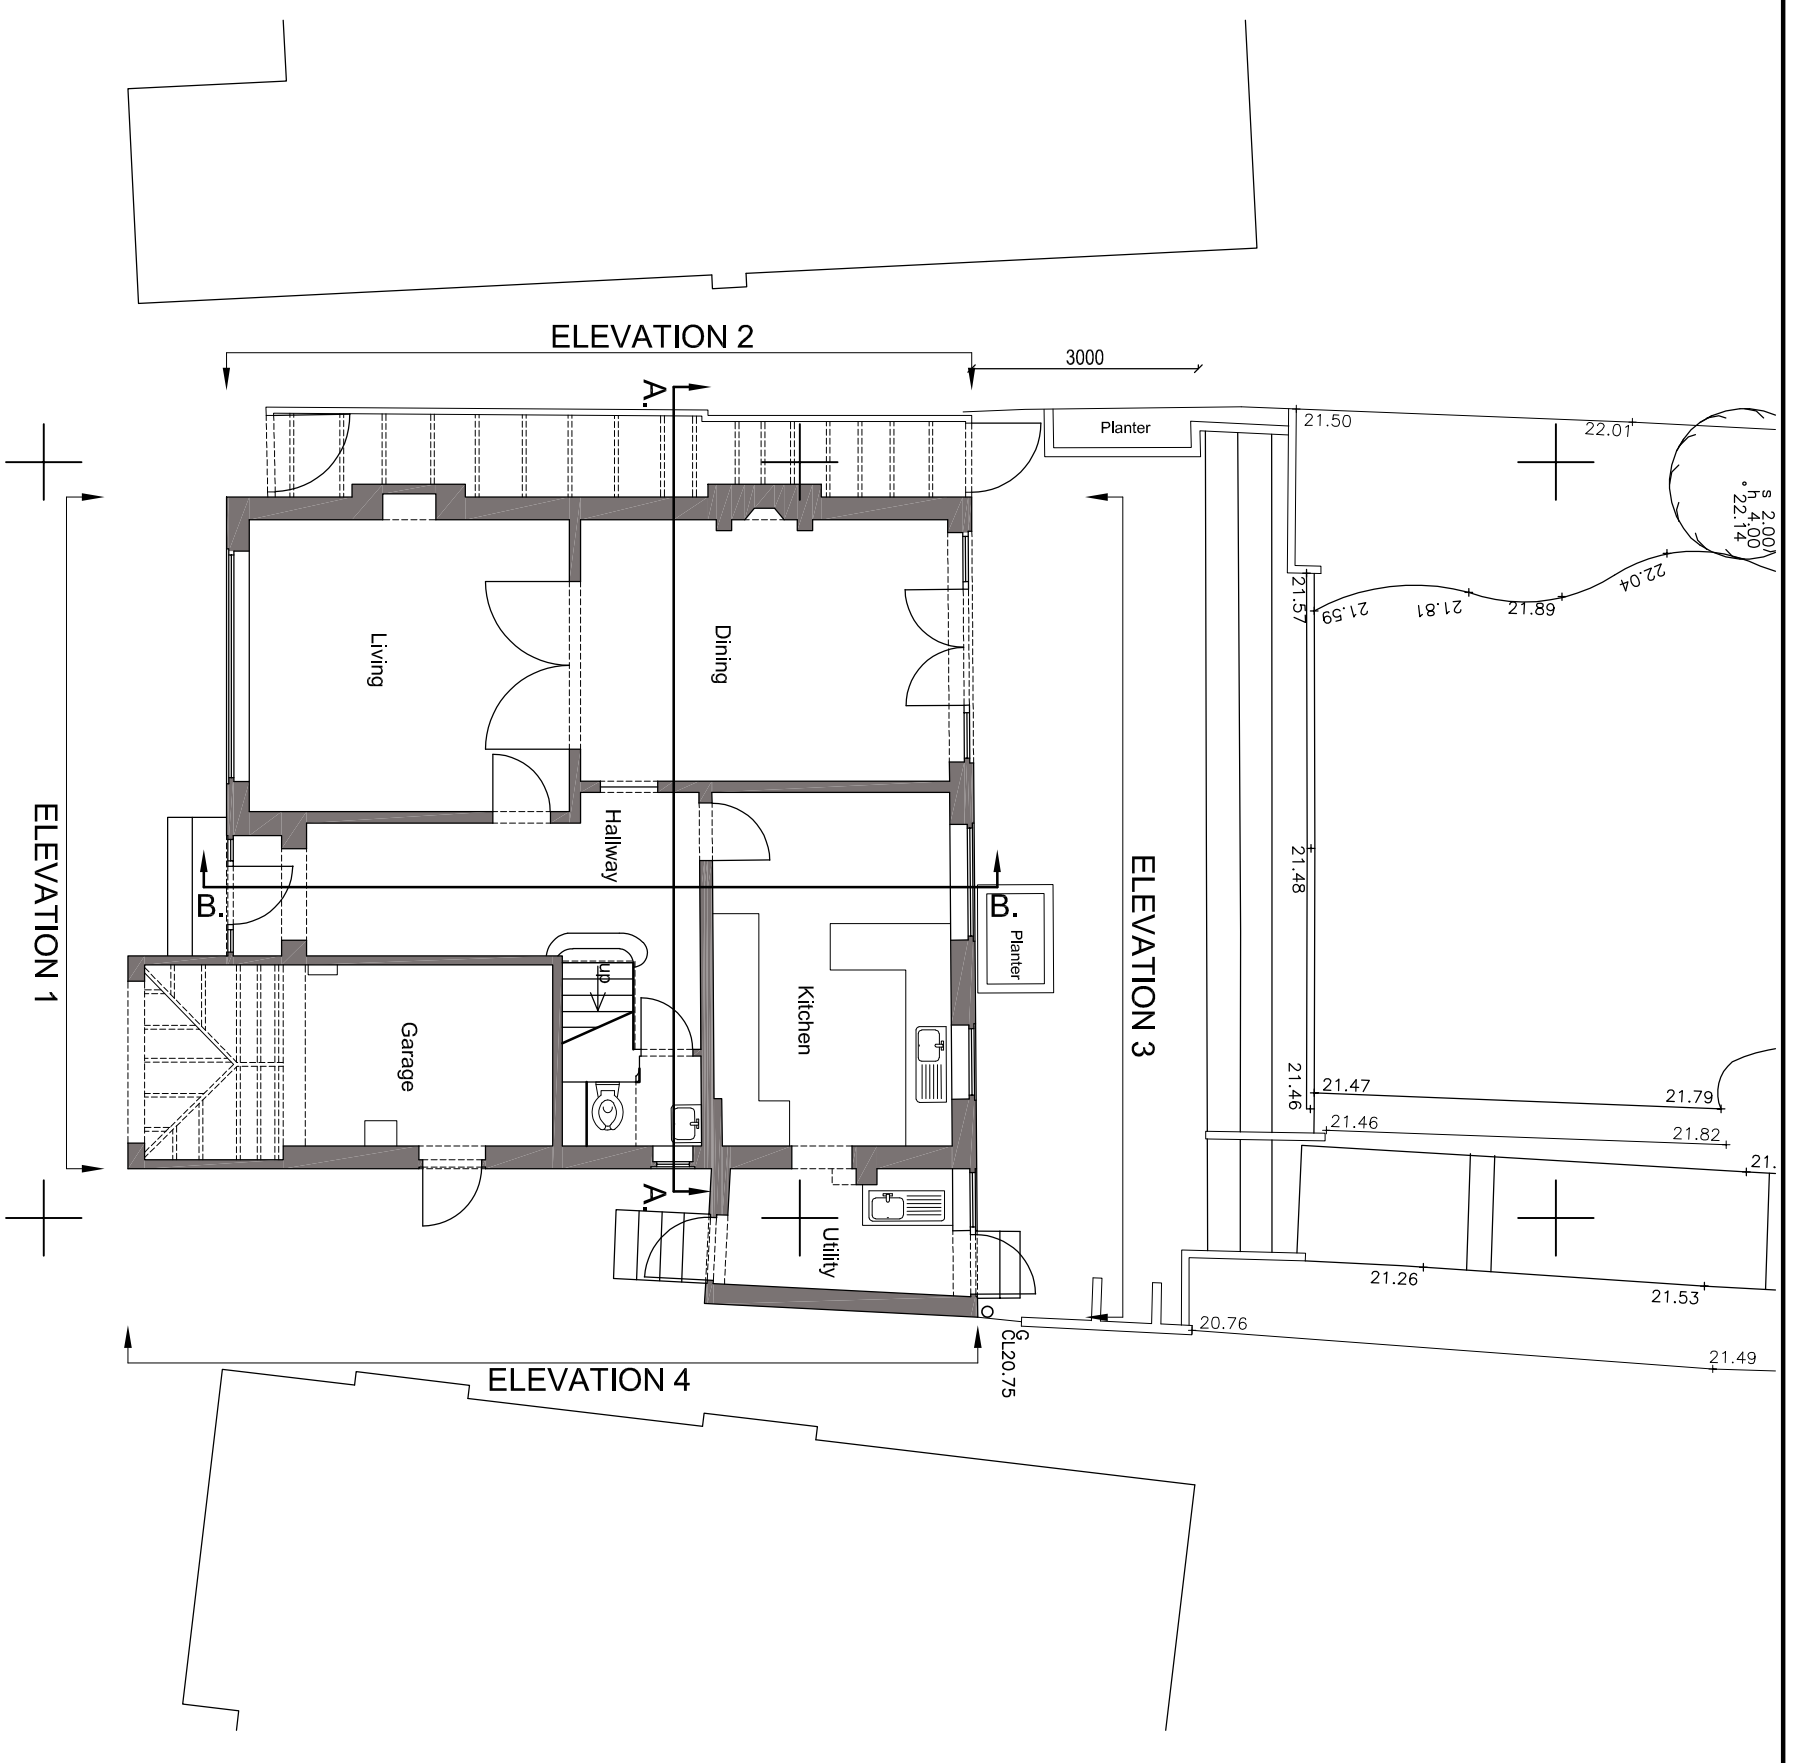 ELEVATION 2
3000
A.
Planter
21.50
22.01
s 2.007
h 4.00
22.14
21.57
21.59
21.81
21.89
22.04
Living
Dining
Hallway
ELEVATION 1
B.
B.
Planter
ELEVATION 3
21.48
up
Kitchen
Garage
21.46
21.47
21.79
21.46
21.82
21.
A.
Utility
21.26
21.53
20.76
G
CL20.75
21.49
ELEVATION 4